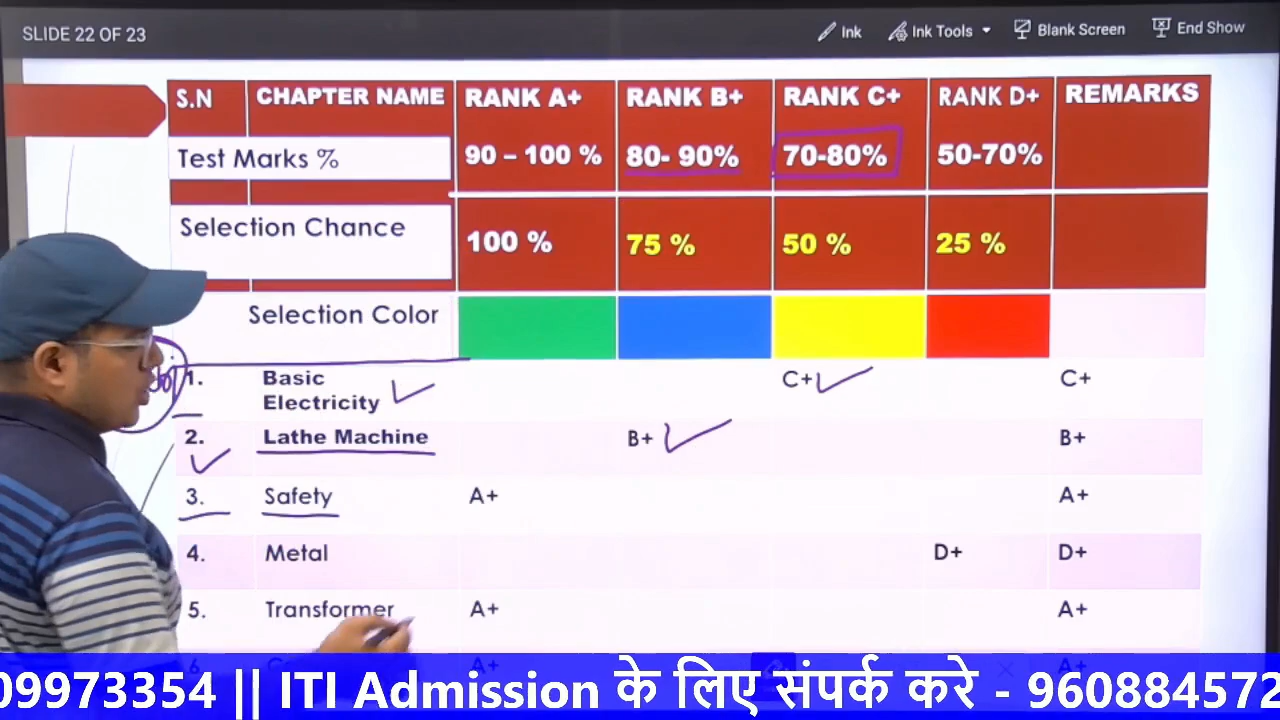 SLIDE 22 OF 23
Ink Ink Tools Blank Screen End Show
S.N CHAPTER NAME RANK A+ RANK B+ RANK C+ RANK D+ REMARKS
Test Marks % 90 – 100 % 80- 90% 70-80% 50-70%
Selection Chance 100 % 75 % 50 % 25 %
Selection Color
1. Basic Electricity C+ C+
2. Lathe Machine B+ B+
3. Safety A+ A+
4. Metal D+ D+
5. Transformer A+ A+
6. A+ A+
09973354 || ITI Admission के लिए संपर्क करे - 960884572